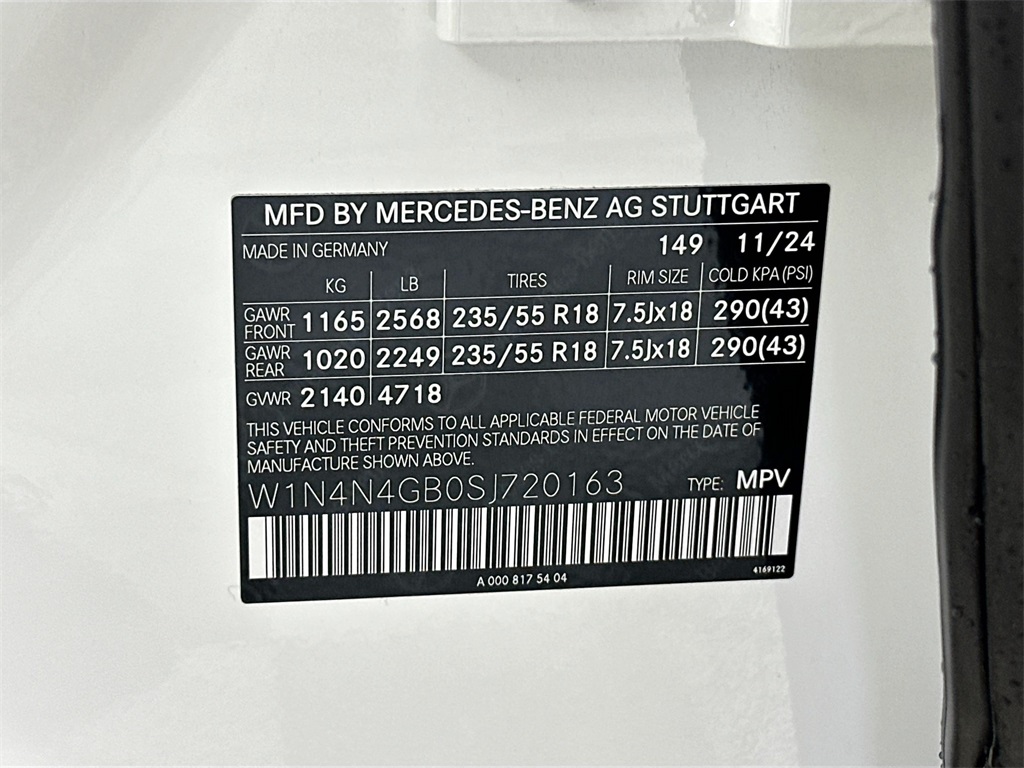 MFD BY MERCEDES-BENZ AG STUTTGART
MADE IN GERMANY 149 11/24
KG LB TIRES RIM SIZE COLD KPA(PSI)
GAWR FRONT 1165 2568 235/55 R18 7.5Jx18 290(43)
GAWR REAR 1020 2249 235/55 R18 7.5Jx18 290(43)
GVWR 2140 4718
THIS VEHICLE CONFORMS TO ALL APPLICABLE FEDERAL MOTOR VEHICLE
SAFETY AND THEFT PREVENTION STANDARDS IN EFFECT ON THE DATE OF
MANUFACTURE SHOWN ABOVE.
W1N4N4GB0SJ720163 TYPE: MPV
A 000 817 54 04 4169122